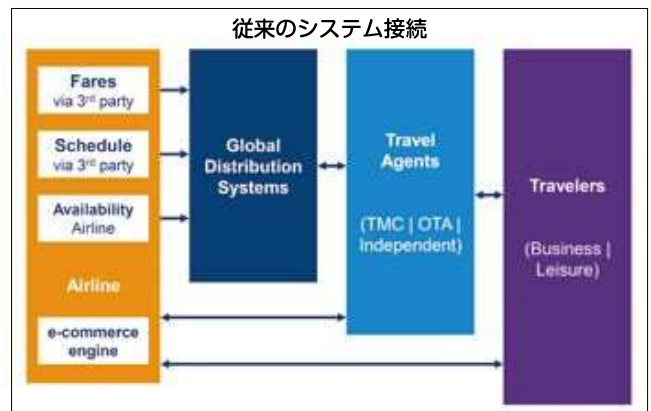 従来のシステム接続
Fares
via 3rd party
Schedule
via 3rd party
Availability
Airline
Airline
e-commerce
engine
Global
Distribution
Systems
Travel
Agents
(TMC | OTA |
Independent)
Travelers
(Business |
Leisure)